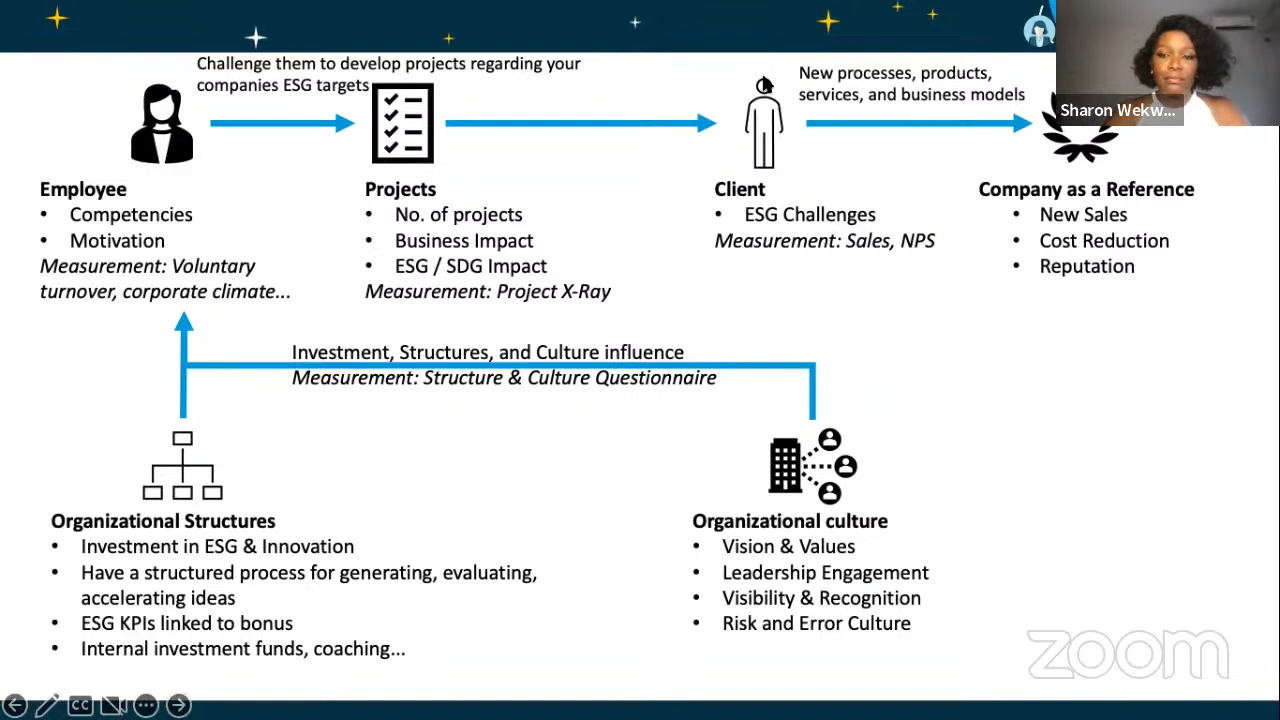 Challenge them to develop projects regarding your
companies ESG targets
New processes, products,
services, and business models
Sharon Wekw...
Employee
• Competencies
• Motivation
Measurement: Voluntary
turnover, corporate climate...
Projects
• No. of projects
• Business Impact
• ESG / SDG Impact
Measurement: Project X-Ray
Client
• ESG Challenges
Measurement: Sales, NPS
Company as a Reference
• New Sales
• Cost Reduction
• Reputation
Investment, Structures, and Culture influence
Measurement: Structure & Culture Questionnaire
Organizational Structures
• Investment in ESG & Innovation
• Have a structured process for generating, evaluating,
accelerating ideas
• ESG KPIs linked to bonus
• Internal investment funds, coaching...
Organizational culture
• Vision & Values
• Leadership Engagement
• Visibility & Recognition
• Risk and Error Culture
zoom
CC